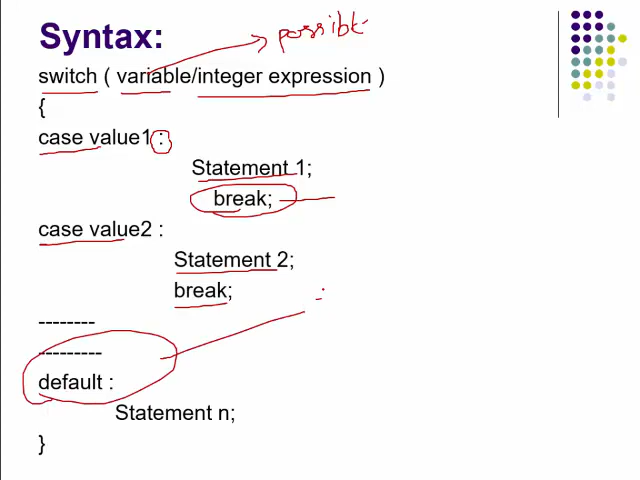 Syntax:
possible
switch ( variable/integer expression )
{
case value1 :
Statement 1;
break;
case value2 :
Statement 2;
break;
--------
---------
default :
Statement n;
}